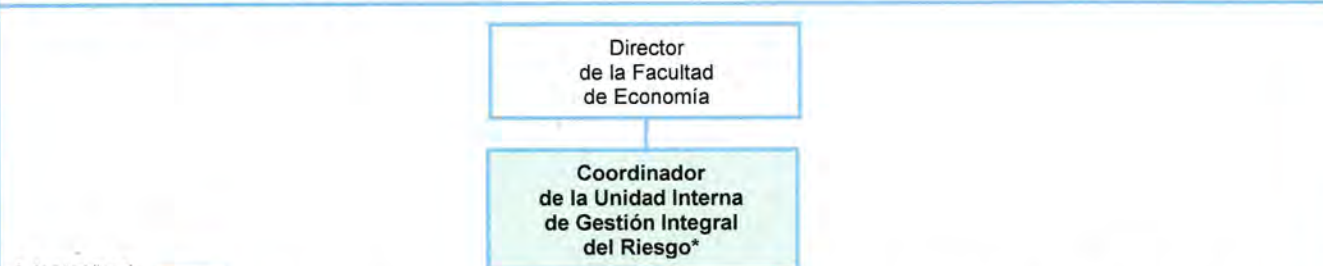 Director
de la Facultad
de Economía
Coordinador
de la Unidad Interna
de Gestión Integral
del Riesgo*